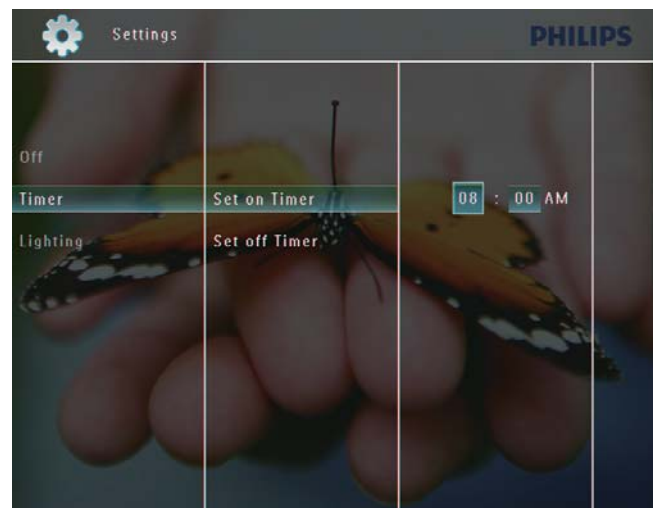 Settings
PHILIPS
Off
Timer
Set on Timer
08 : 00 AM
Lighting
Set off Timer